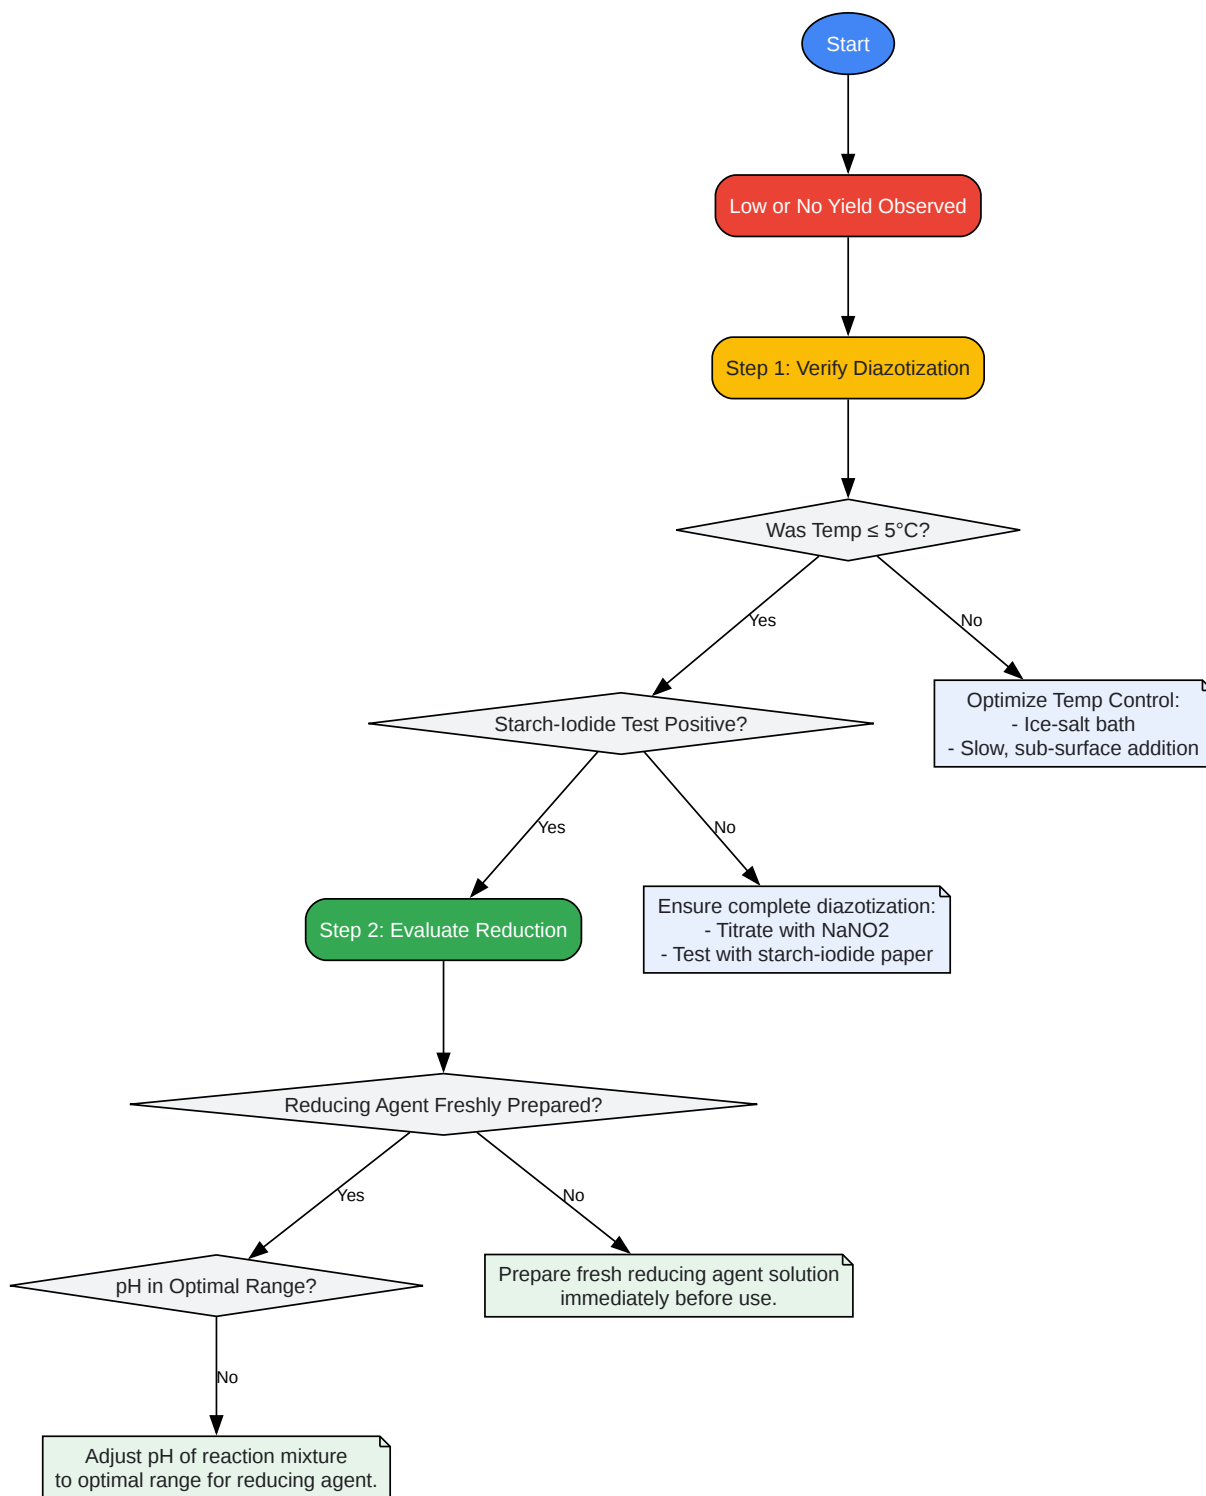 Start
Low or No Yield Observed
Step 1: Verify Diazotization
Was Temp ≤ 5°C?
Yes
No
Optimize Temp Control:
- Ice-salt bath
- Slow, sub-surface addition
Starch-Iodide Test Positive?
Yes
No
Step 2: Evaluate Reduction
Ensure complete diazotization:
- Titrate with NaNO2
- Test with starch-iodide paper
Reducing Agent Freshly Prepared?
Yes
No
pH in Optimal Range?
Prepare fresh reducing agent solution
immediately before use.
No
Adjust pH of reaction mixture
to optimal range for reducing agent.